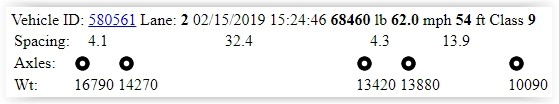 Vehicle ID: 580561 Lane: 2 02/15/2019 15:24:46 68460 lb 62.0 mph 54 ft Class 9
Spacing: 4.1 32.4 4.3 13.9
Axles:
Wt: 16790 14270 13420 13880 10090